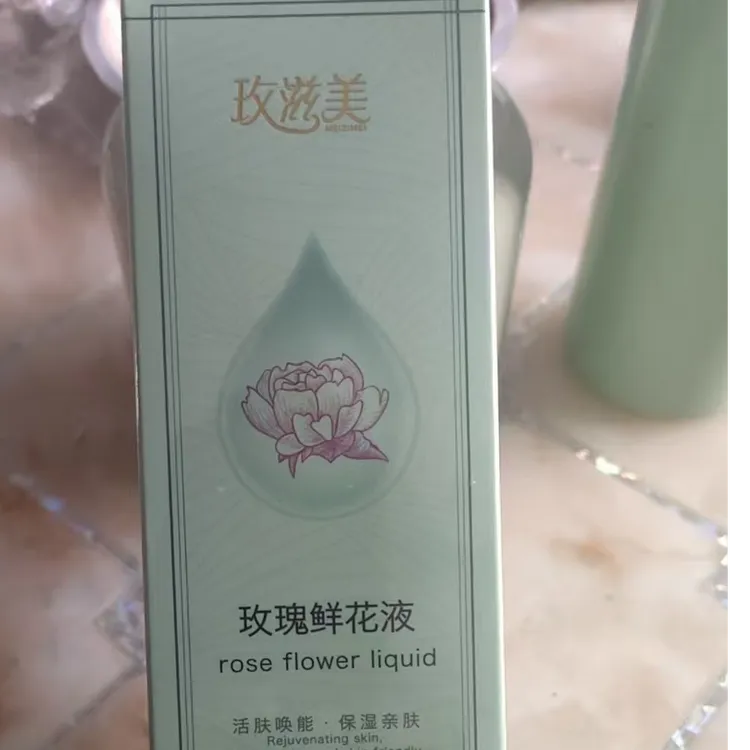 玫滋美
MEIZIMEI
玫瑰鲜花液
rose flower liquid
活肤唤能 · 保湿亲肤
Rejuvenating skin,